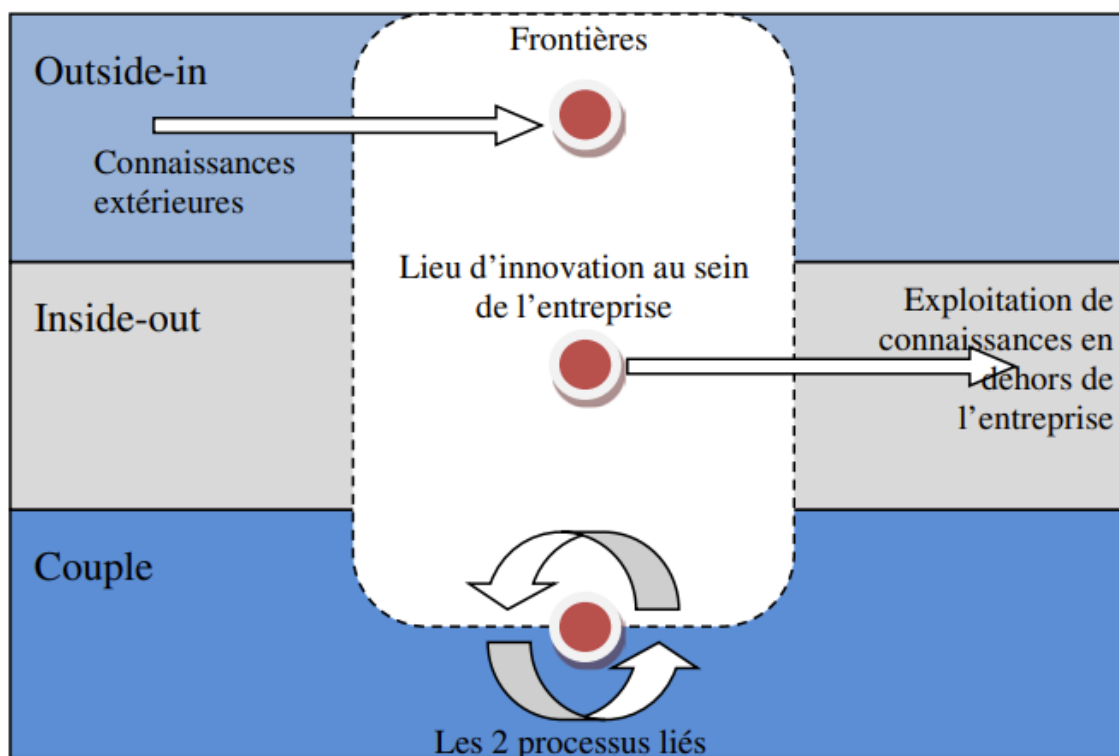 Frontières
Outside-in
Connaissances
extérieures
Lieu d’innovation au sein
de l’entreprise
Inside-out
Exploitation de
connaissances en
dehors de
l’entreprise
Couple
Les 2 processus liés